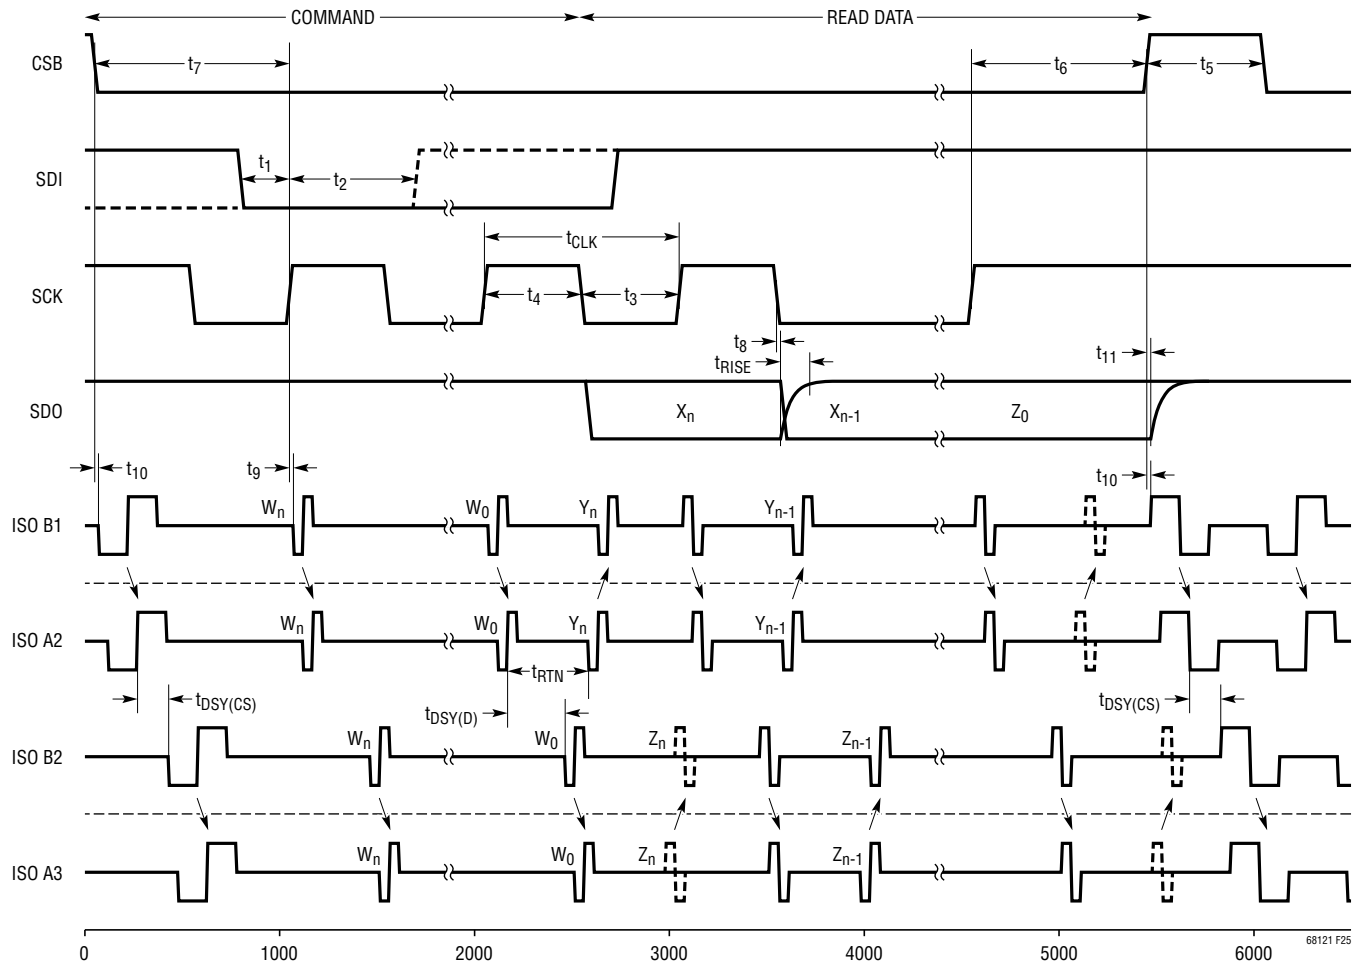 COMMAND READ DATA
CSB t7 t6 t5
SDI t1 t2
tCLK
SCK t4 t3
t8
tRISE t11
SDO Xn Xn-1 Z0
t10 t9 t10
ISO B1 Wn W0 Yn Yn-1
ISO A2 Wn W0 Yn Yn-1
tRTN
tDSY(CS) tDSY(D) tDSY(CS)
ISO B2 Wn W0 Zn Zn-1
ISO A3 Wn W0 Zn Zn-1
68121 F25
0 1000 2000 3000 4000 5000 6000